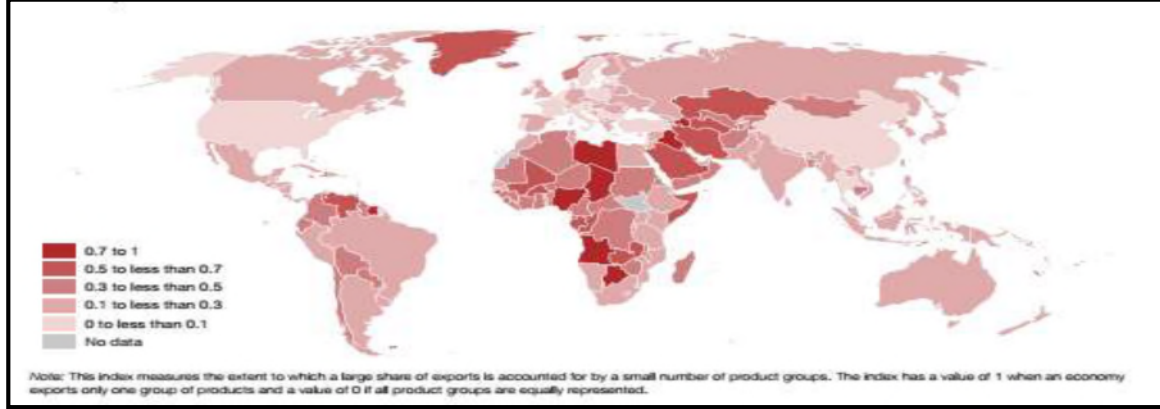 0.7 to 1
0.5 to less than 0.7
0.3 to less than 0.5
0.1 to less than 0.3
0 to less than 0.1
No data
Note: This index measures the extent to which a large share of exports is accounted for by a small number of product groups. The index has a value of 1 when an economy
exports only one group of products and a value of 0 if all product groups are equally represented.